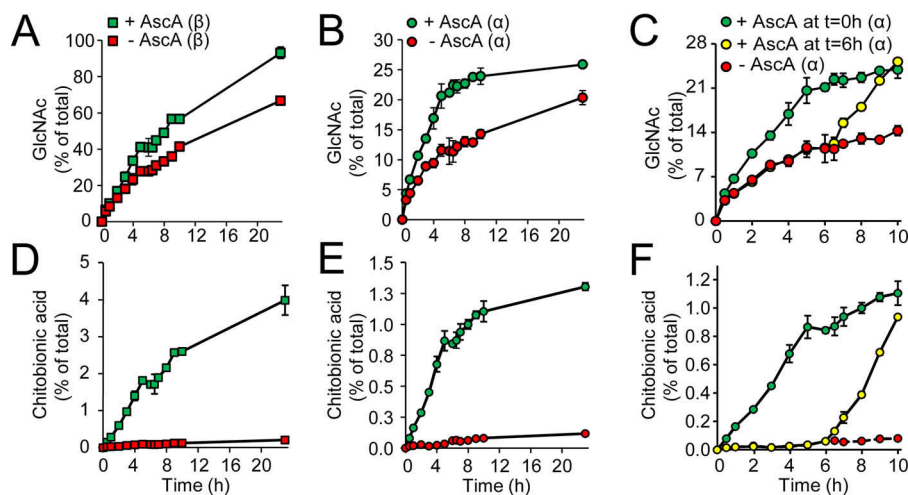 A
+ AscA (β)
- AscA (β)
GlcNAc
(% of total)
100
80
60
40
20
0
0 4 8 12 16 20
B
+ AscA (α)
- AscA (α)
GlcNAc
(% of total)
30
25
20
15
10
5
0
0 4 8 12 16 20
C
+ AscA at t=0h (α)
+ AscA at t=6h (α)
- AscA (α)
GlcNAc
(% of total)
28
21
14
7
0
0 2 4 6 8 10
D
Chitobionic acid
(% of total)
5
4
3
2
1
0
0 4 8 12 16 20
Time (h)
E
Chitobionic acid
(% of total)
1.5
1.3
1.0
0.8
0.5
0.3
0.0
0 4 8 12 16 20
Time (h)
F
Chitobionic acid
(% of total)
1.2
1.0
0.8
0.6
0.4
0.2
0.0
0 2 4 6 8 10
Time (h)